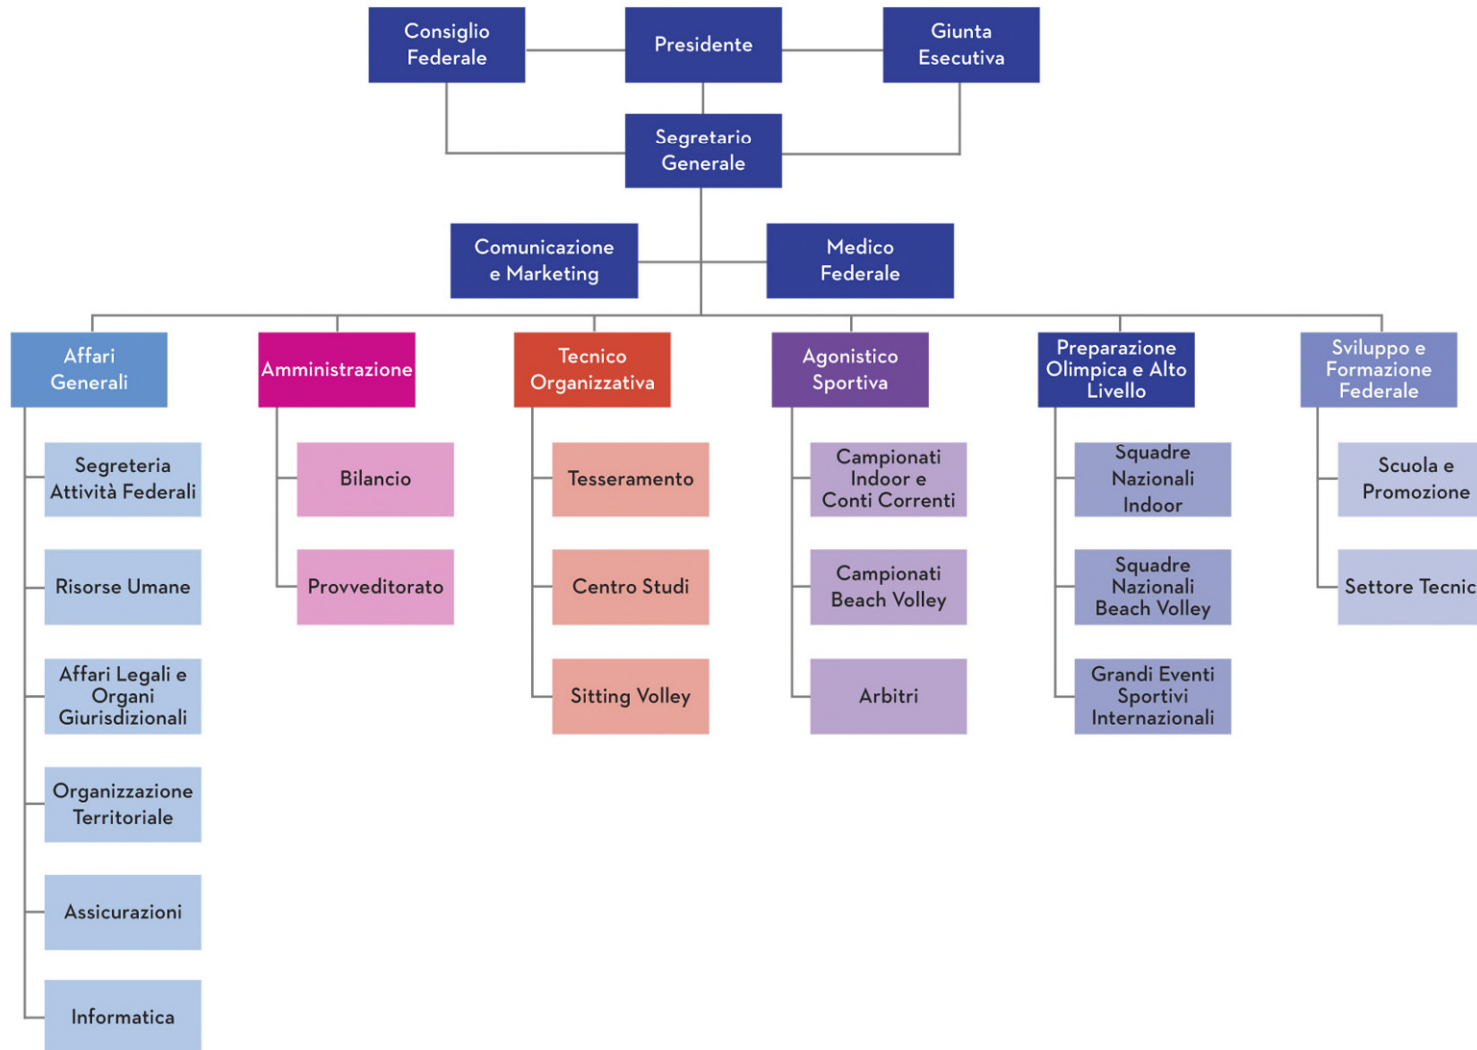 Consiglio
Federale
Presidente
Giunta
Esecutiva
Segretario
Generale
Comunicazione
e Marketing
Medico
Federale
Affari
Generali
Amministrazione
Tecnico
Organizzativa
Agonistico
Sportiva
Preparazione
Olimpica e Alto
Livello
Sviluppo e
Formazione
Federale
Segreteria
Attività Federali
Bilancio
Tesseramento
Campionati
Indoor e
Conti Correnti
Squadre
Nazionali
Indoor
Scuola e
Promozione
Risorse Umane
Provveditorato
Centro Studi
Campionati
Beach Volley
Squadre
Nazionali
Beach Volley
Settore Tecnic
Affari Legali e
Organi
Giurisdizionali
Sitting Volley
Arbitri
Grandi Eventi
Sportivi
Internazionali
Organizzazione
Territoriale
Assicurazioni
Informatica